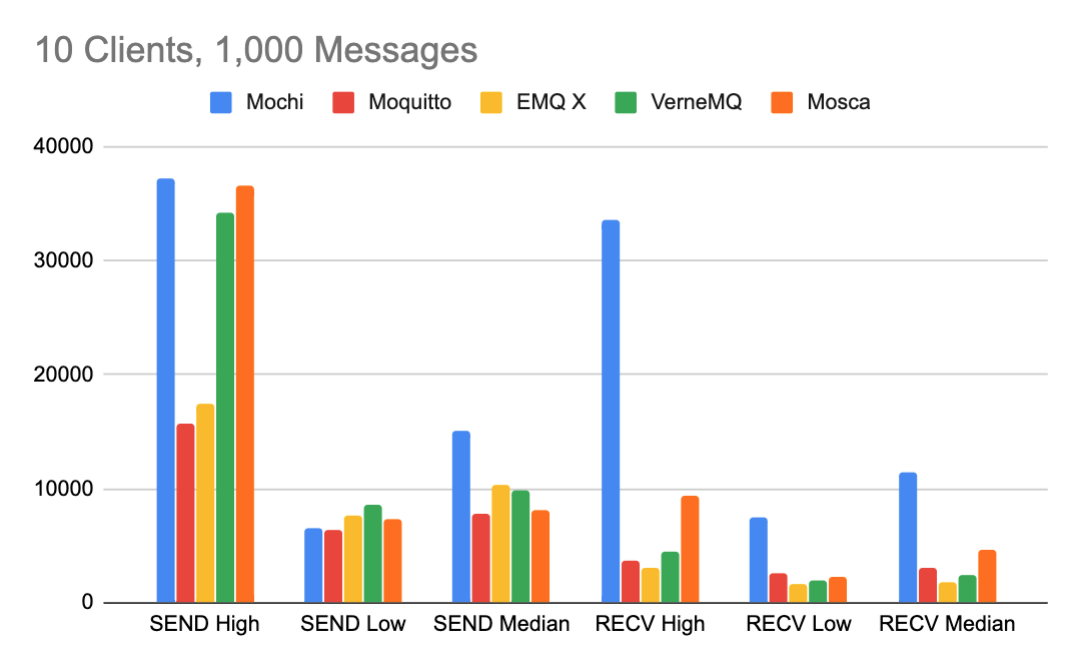 10 Clients, 1,000 Messages
Mochi Moquitto EMQ X VerneMQ Mosca
40000
30000
20000
10000
0
SEND High SEND Low SEND Median RECV High RECV Low RECV Median